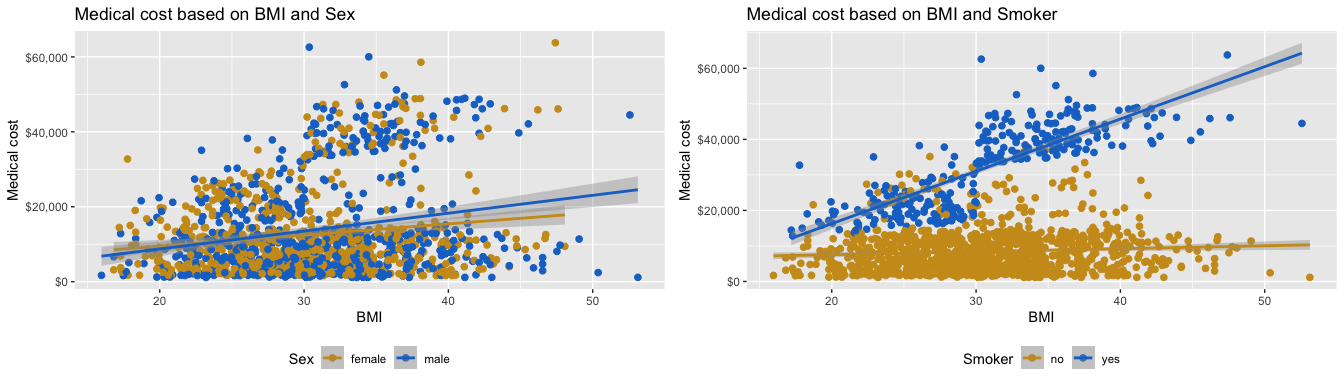 Medical cost based on BMI and Sex
Medical cost
$60,000
$40,000
$20,000
$0
20
30
40
50
BMI
Sex female male
Medical cost based on BMI and Smoker
Medical cost
$60,000
$40,000
$20,000
$0
20
30
40
50
BMI
Smoker no yes